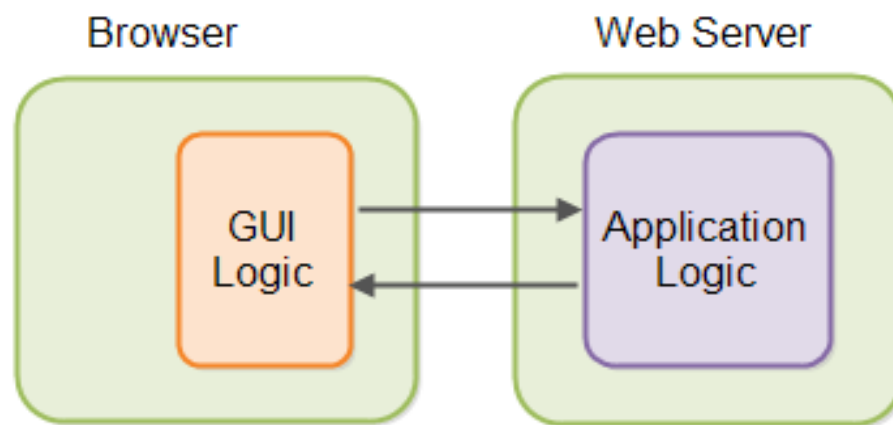 Browser
Web Server
GUI
Logic
Application
Logic